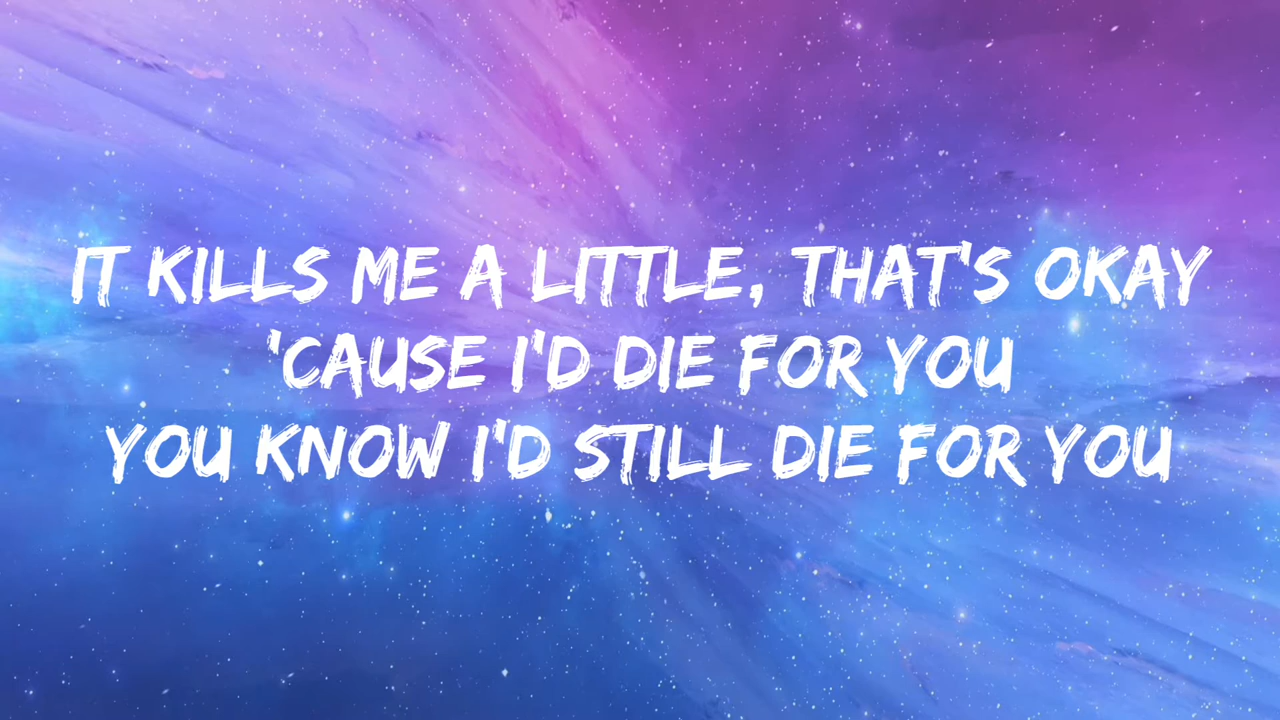 IT KILLS ME A LITTLE, THAT'S OKAY
'CAUSE I'D DIE FOR YOU
YOU KNOW I'D STILL DIE FOR YOU